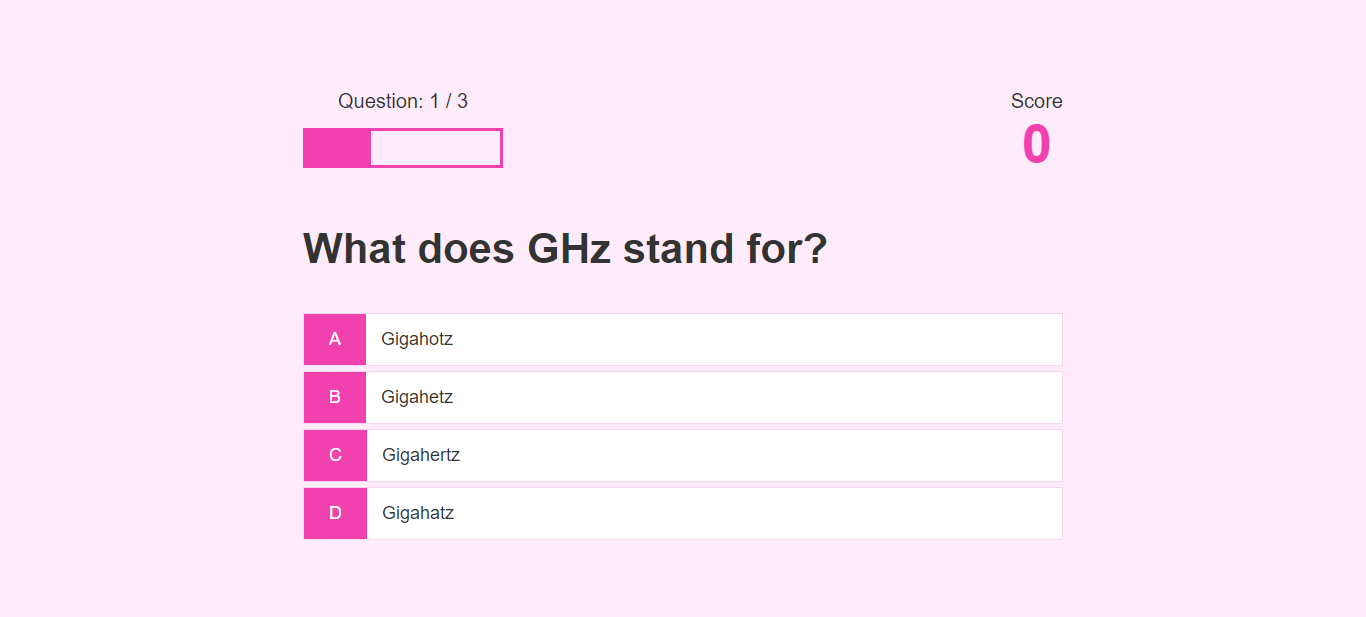 Question: 1 / 3
Score
0
What does GHz stand for?
A Gigahotz
B Gigahetz
C Gigahertz
D Gigahatz